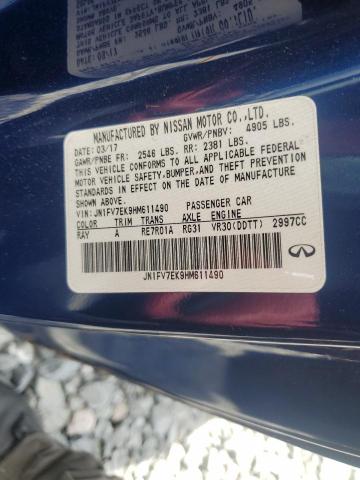 MANUFACTURED BY NISSAN MOTOR CO.,LTD.
DATE: 03/17 GVWR/PNBV: 4905 LBS.
GAWR/PNBE FR: 2546 LBS. RR: 2381 LBS.
THIS VEHICLE CONFORMS TO ALL APPLICABLE FEDERAL
MOTOR VEHICLE SAFETY,BUMPER, AND THEFT PREVENTION
STANDARDS IN EFFECT ON THE DATE OF MANUFACTURE
SHOWN ABOVE.
VIN: JN1FV7EK9HM611490 PASSENGER CAR
COLOR TRIM TRANS AXLE ENGINE
RAY A RE7R01A RG31 VR30(DDTT) 2997CC
JN1FV7EK9HM611490